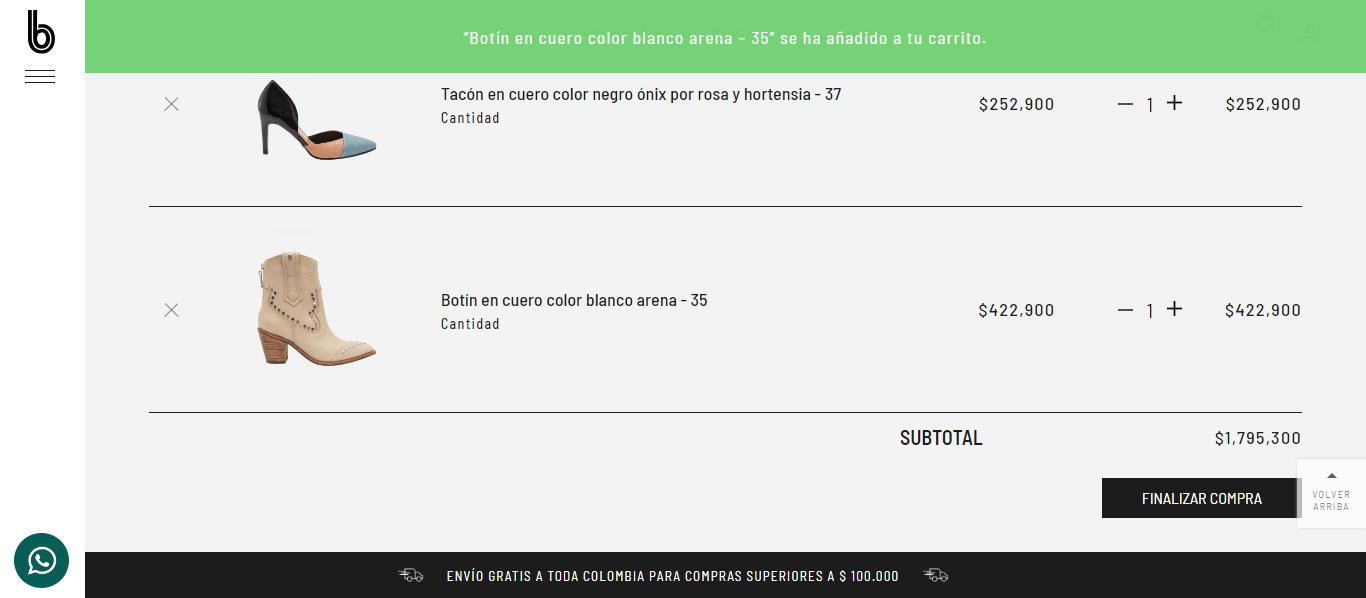 b
"Botín en cuero color blanco arena – 35" se ha añadido a tu carrito.
Tacón en cuero color negro ónix por rosa y hortensia - 37
Cantidad
$252,900
1
$252,900
Botín en cuero color blanco arena - 35
Cantidad
$422,900
1
$422,900
SUBTOTAL
$1,795,300
FINALIZAR COMPRA
VOLVER
ARRIBA
ENVÍO GRATIS A TODA COLOMBIA PARA COMPRAS SUPERIORES A $ 100.000